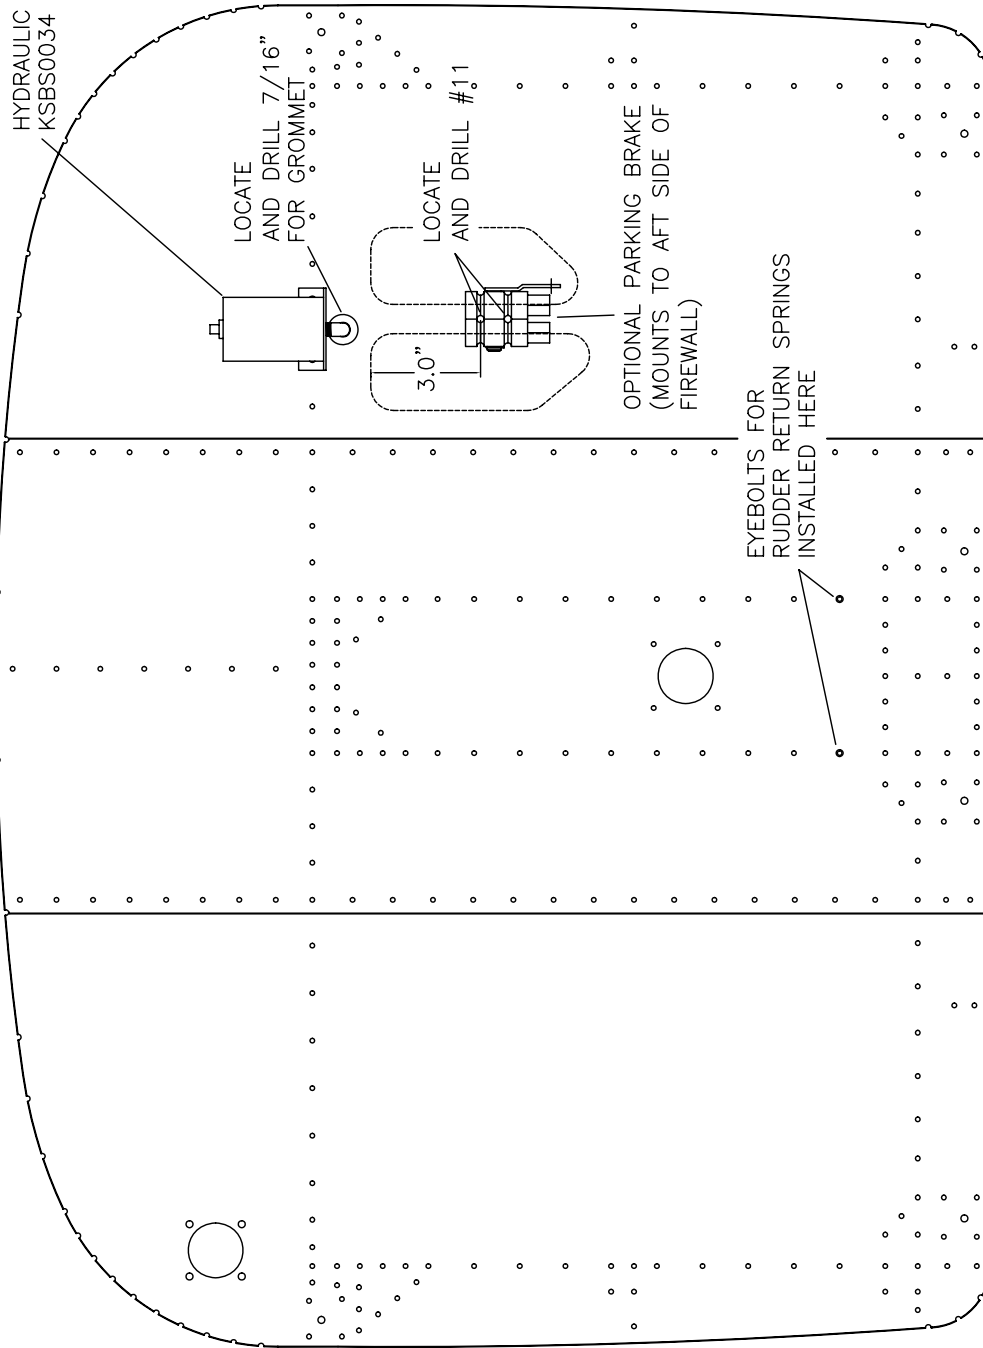 HYDRAULIC
KSBS0034
LOCATE
AND DRILL 7/16"
FOR GROMMET
LOCATE
AND DRILL #11
3.0"
OPTIONAL PARKING BRAKE
(MOUNTS TO AFT SIDE OF
FIREWALL)
EYEBOLTS FOR
RUDDER RETURN SPRINGS
INSTALLED HERE